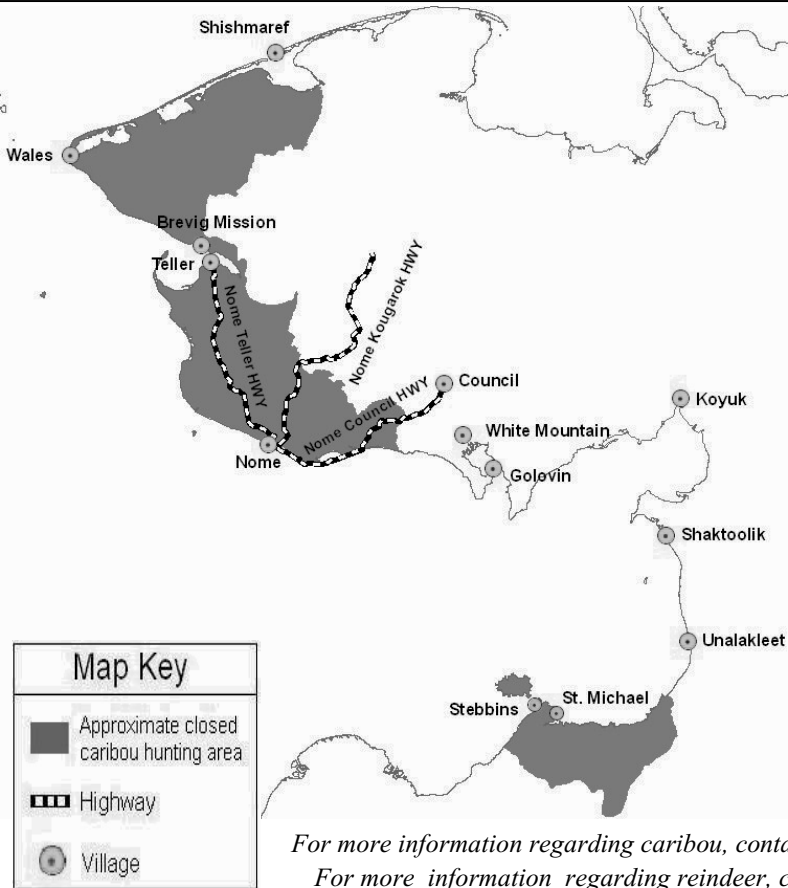 Shishmaref
Wales
Brevig Mission
Teller
Nome Teller HWY
Nome Kougarok HWY
Nome Council HWY
Council
Koyuk
White Mountain
Nome
Golovin
Shaktoolik
Unalakleet
Stebbins
St. Michael
Map Key
Approximate closed
caribou hunting area
Highway
Village
For more information regarding caribou, conta
For more information regarding reindeer, c